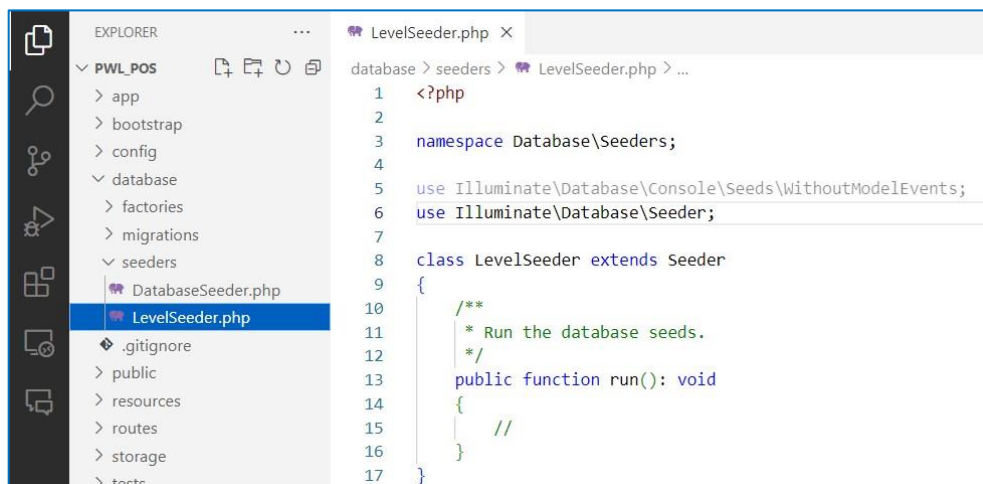 EXPLORER
PWL_POS
app
bootstrap
config
database
factories
migrations
seeders
DatabaseSeeder.php
LevelSeeder.php
.gitignore
public
resources
routes
storage
tests
LevelSeeder.php
database > seeders > LevelSeeder.php > ...
1 <?php
2
3 namespace Database\Seeders;
4
5 use Illuminate\Database\Console\Seeds\WithoutModelEvents;
6 use Illuminate\Database\Seeder;
7
8 class LevelSeeder extends Seeder
9 {
10 /**
11 * Run the database seeds.
12 */
13 public function run(): void
14 {
15 //
16 }
17 }